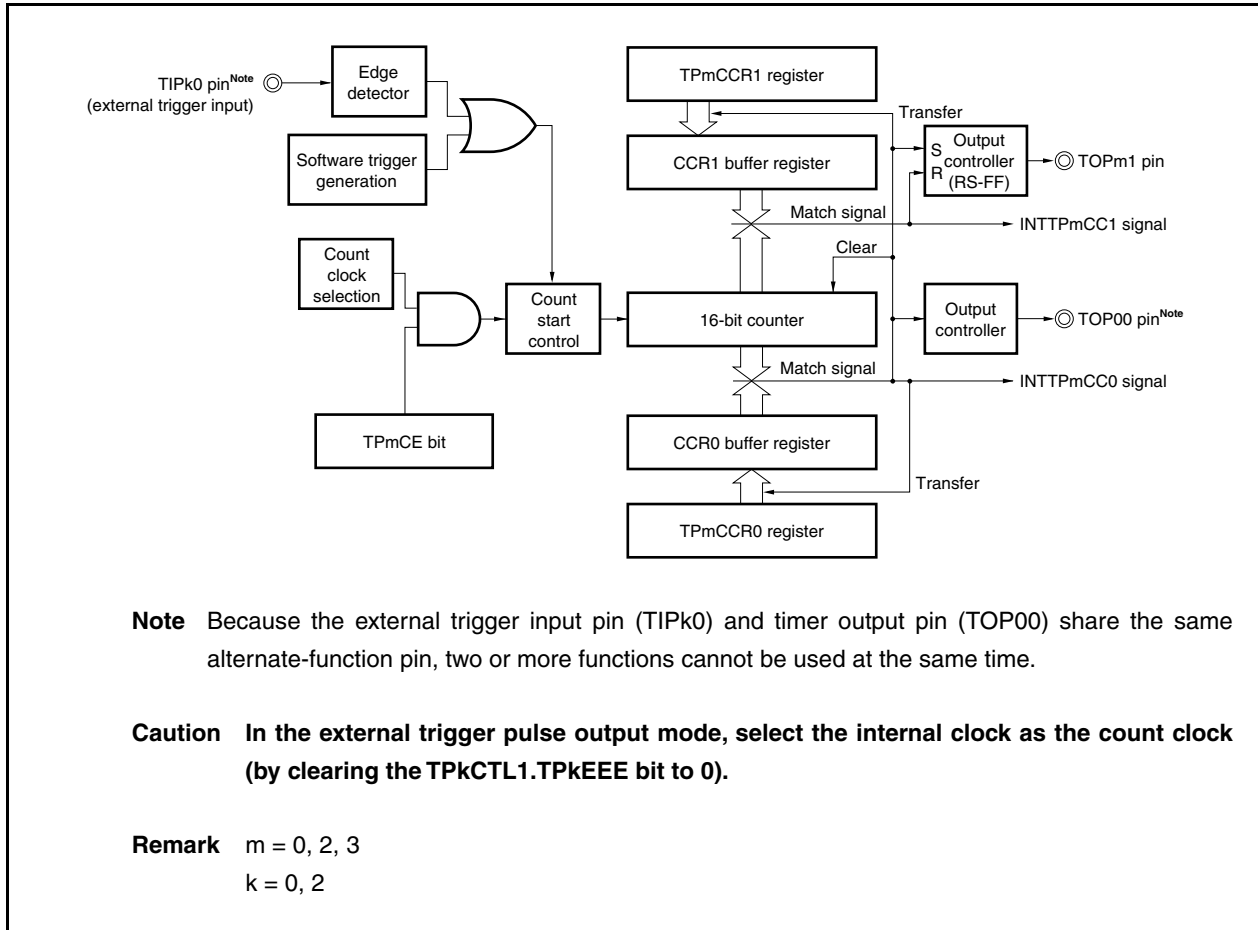 TIPk0 pinNote
(external trigger input)
Edge
detector
Software trigger
generation
Count
clock
selection
TPmCE bit
Count
start
control
TPmCCR1 register
Transfer
CCR1 buffer register
S
R
Output
controller
(RS-FF)
TOPm1 pin
Match signal
INTTPmCC1 signal
Clear
16-bit counter
Output
controller
TOP00 pinNote
Match signal
INTTPmCC0 signal
CCR0 buffer register
Transfer
TPmCCR0 register
Note Because the external trigger input pin (TIPk0) and timer output pin (TOP00) share the same
alternate-function pin, two or more functions cannot be used at the same time.
Caution In the external trigger pulse output mode, select the internal clock as the count clock
(by clearing the TPkCTL1.TPkEEE bit to 0).
Remark m = 0, 2, 3
k = 0, 2